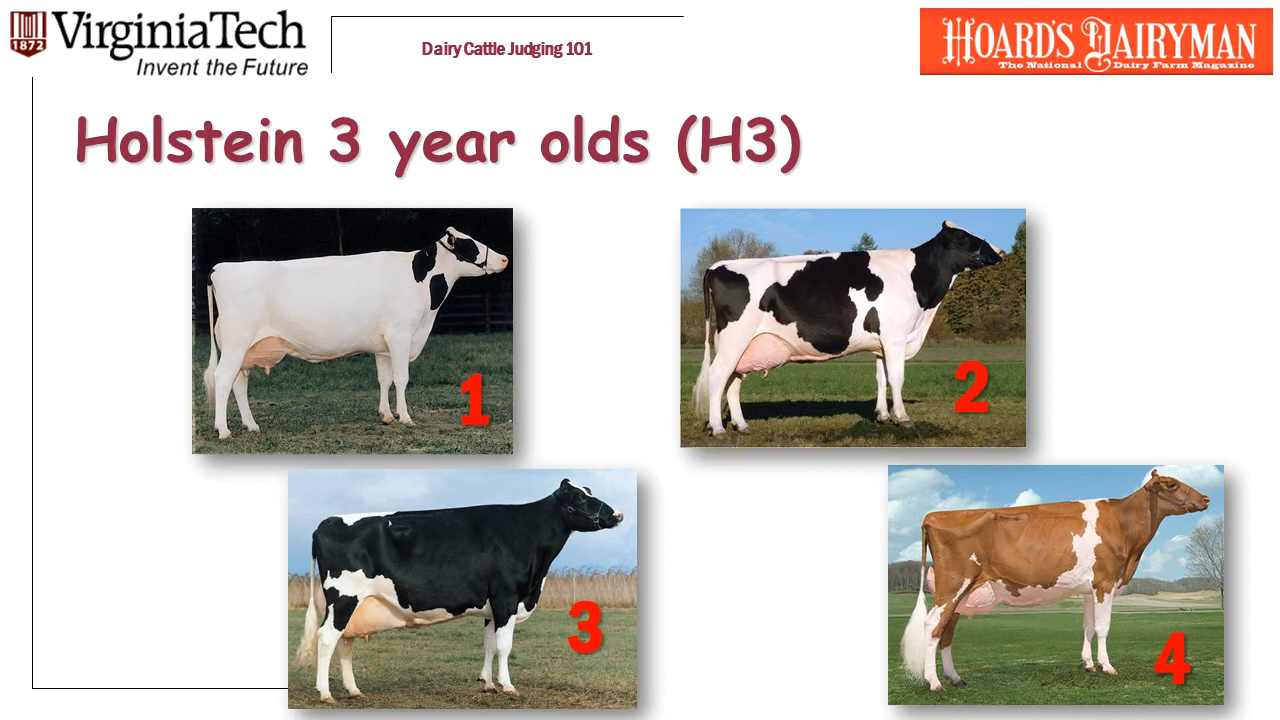 VirginiaTech
1872
Invent the Future
Dairy Cattle Judging 101
HOARD'S DAIRYMAN
The National Dairy Farm Magazine
Holstein 3 year olds (H3)
1
2
3
4